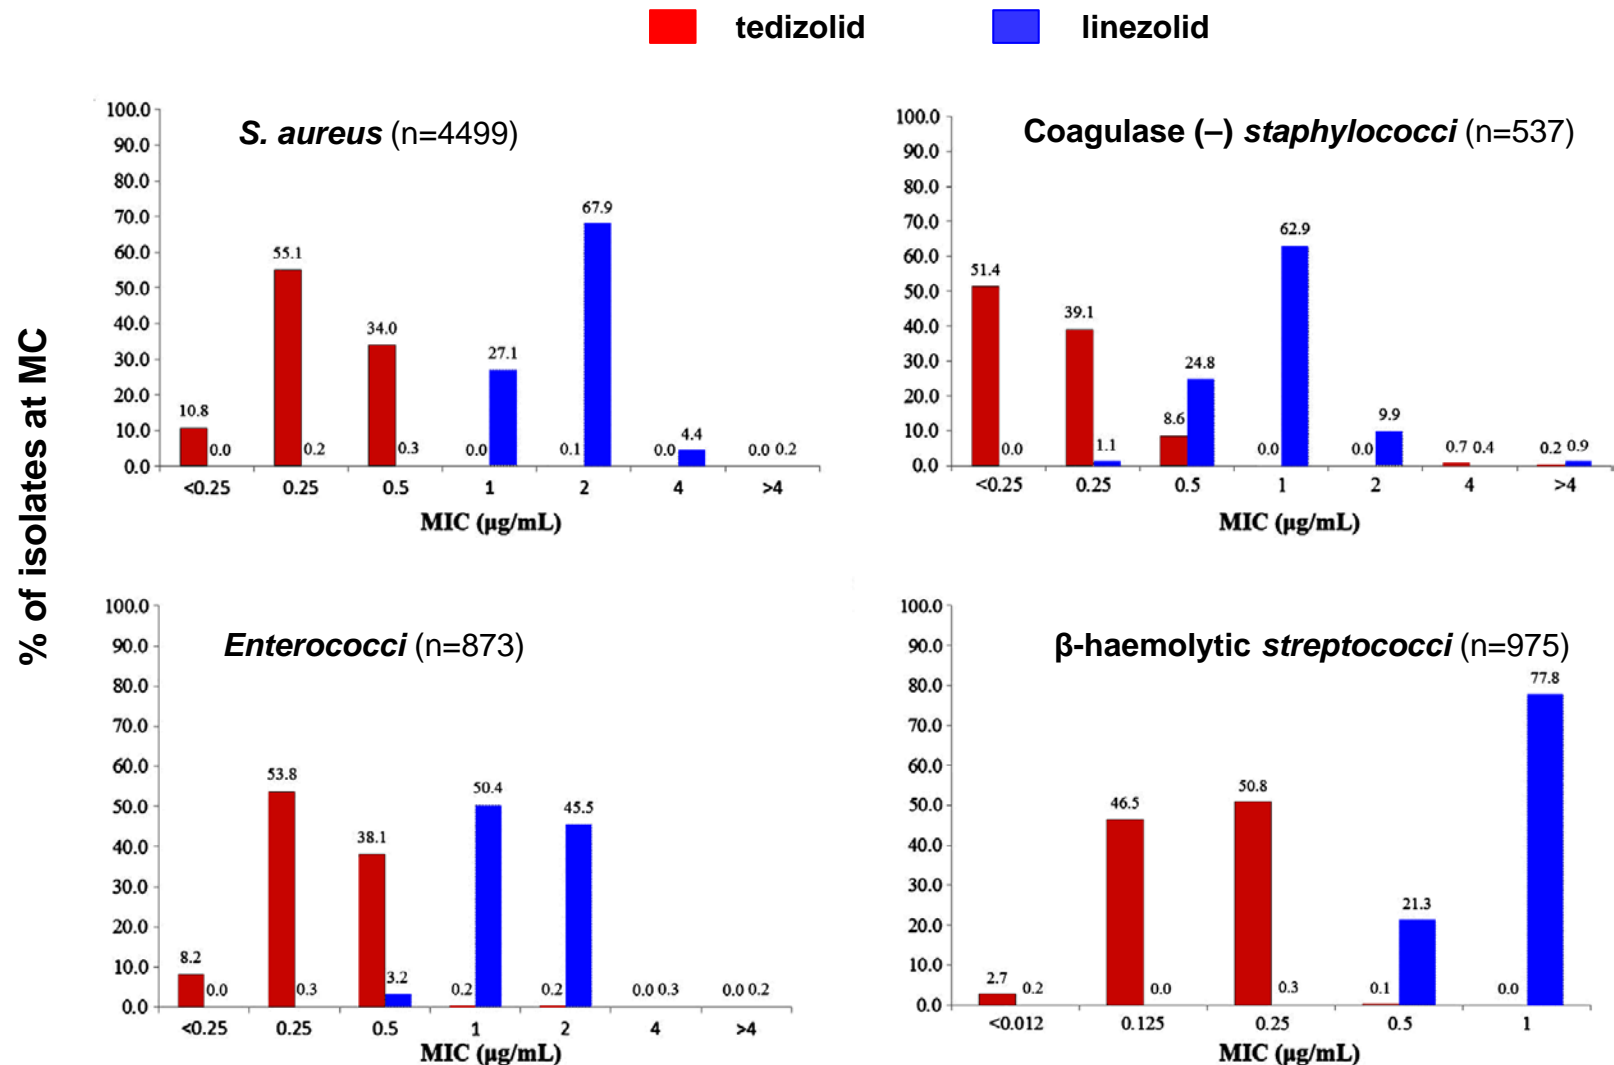 tedizolid linezolid
% of isolates at MC
S. aureus (n=4499)
100.0
90.0
80.0
70.0
60.0
50.0
40.0
30.0
20.0
10.0
0.0
10.8 0.0 55.1 0.2 34.0 0.3 0.0 27.1 0.1 67.9 0.0 4.4 0.0 0.2
<0.25 0.25 0.5 1 2 4 >4
MIC (µg/mL)
Coagulase (–) staphylococci (n=537)
100.0
90.0
80.0
70.0
60.0
50.0
40.0
30.0
20.0
10.0
0.0
51.4 0.0 39.1 1.1 8.6 24.8 0.0 62.9 0.0 9.9 0.7 0.4 0.2 0.9
<0.25 0.25 0.5 1 2 4 >4
MIC (µg/mL)
Enterococci (n=873)
100.0
90.0
80.0
70.0
60.0
50.0
40.0
30.0
20.0
10.0
0.0
8.2 0.0 53.8 0.3 38.1 3.2 0.2 50.4 0.2 45.5 0.0 0.3 0.0 0.2
<0.25 0.25 0.5 1 2 4 >4
MIC (µg/mL)
β-haemolytic streptococci (n=975)
100.0
90.0
80.0
70.0
60.0
50.0
40.0
30.0
20.0
10.0
0.0
2.7 0.2 46.5 0.0 50.8 0.3 0.1 21.3 0.0 77.8
<0.012 0.125 0.25 0.5 1
MIC (µg/mL)